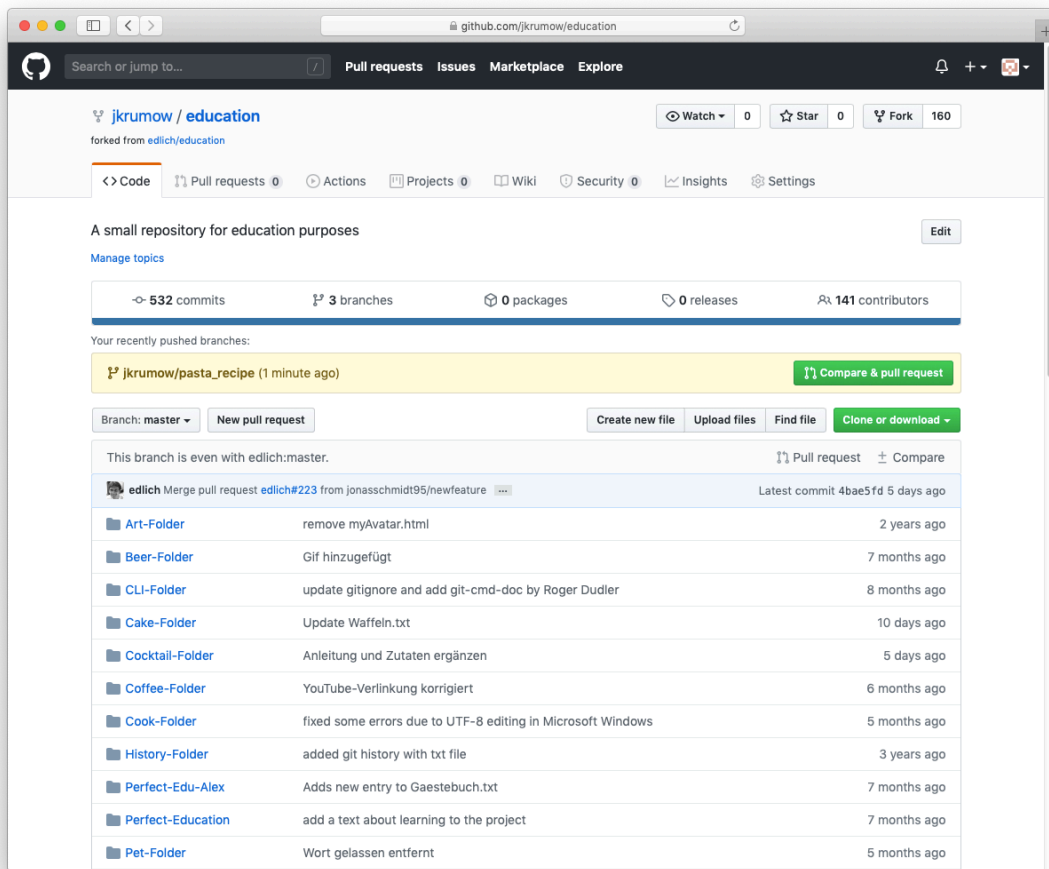 github.com/jkrumow/education
Search or jump to... / Pull requests Issues Marketplace Explore
jkrumow / education Watch 0 Star 0 Fork 160
forked from edlich/education
Code Pull requests 0 Actions Projects 0 Wiki Security 0 Insights Settings
A small repository for education purposes Edit
Manage topics
532 commits 3 branches 0 packages 0 releases 141 contributors
Your recently pushed branches:
jkrumow/pasta_recipe (1 minute ago) Compare & pull request
Branch: master New pull request Create new file Upload files Find file Clone or download
This branch is even with edlich:master. Pull request Compare
edlich Merge pull request edlich#223 from jonasschmidt95/newfeature ... Latest commit 4bae5fd 5 days ago
Art-Folder remove myAvatar.html 2 years ago
Beer-Folder Gif hinzugefügt 7 months ago
CLI-Folder update gitignore and add git-cmd-doc by Roger Dudler 8 months ago
Cake-Folder Update Waffeln.txt 10 days ago
Cocktail-Folder Anleitung und Zutaten ergänzen 5 days ago
Coffee-Folder YouTube-Verlinkung korrigiert 6 months ago
Cook-Folder fixed some errors due to UTF-8 editing in Microsoft Windows 5 months ago
History-Folder added git history with txt file 3 years ago
Perfect-Edu-Alex Adds new entry to Gaestebuch.txt 7 months ago
Perfect-Education add a text about learning to the project 7 months ago
Pet-Folder Wort gelassen entfernt 5 months ago